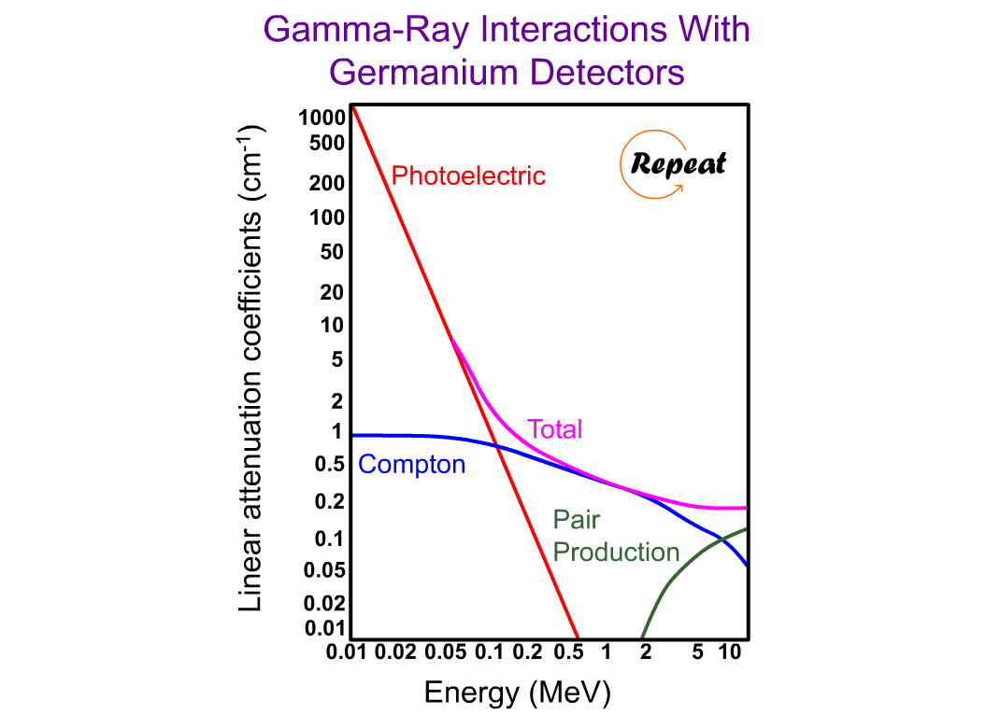 Gamma-Ray Interactions With
Germanium Detectors
Linear attenuation coefficients (cm-1)
1000
500
200
100
50
20
10
5
2
1
0.5
0.2
0.1
0.05
0.02
0.01
Photoelectric
Repeat
Total
Compton
Pair
Production
0.01 0.02 0.05 0.1 0.2 0.5 1 2 5 10
Energy (MeV)